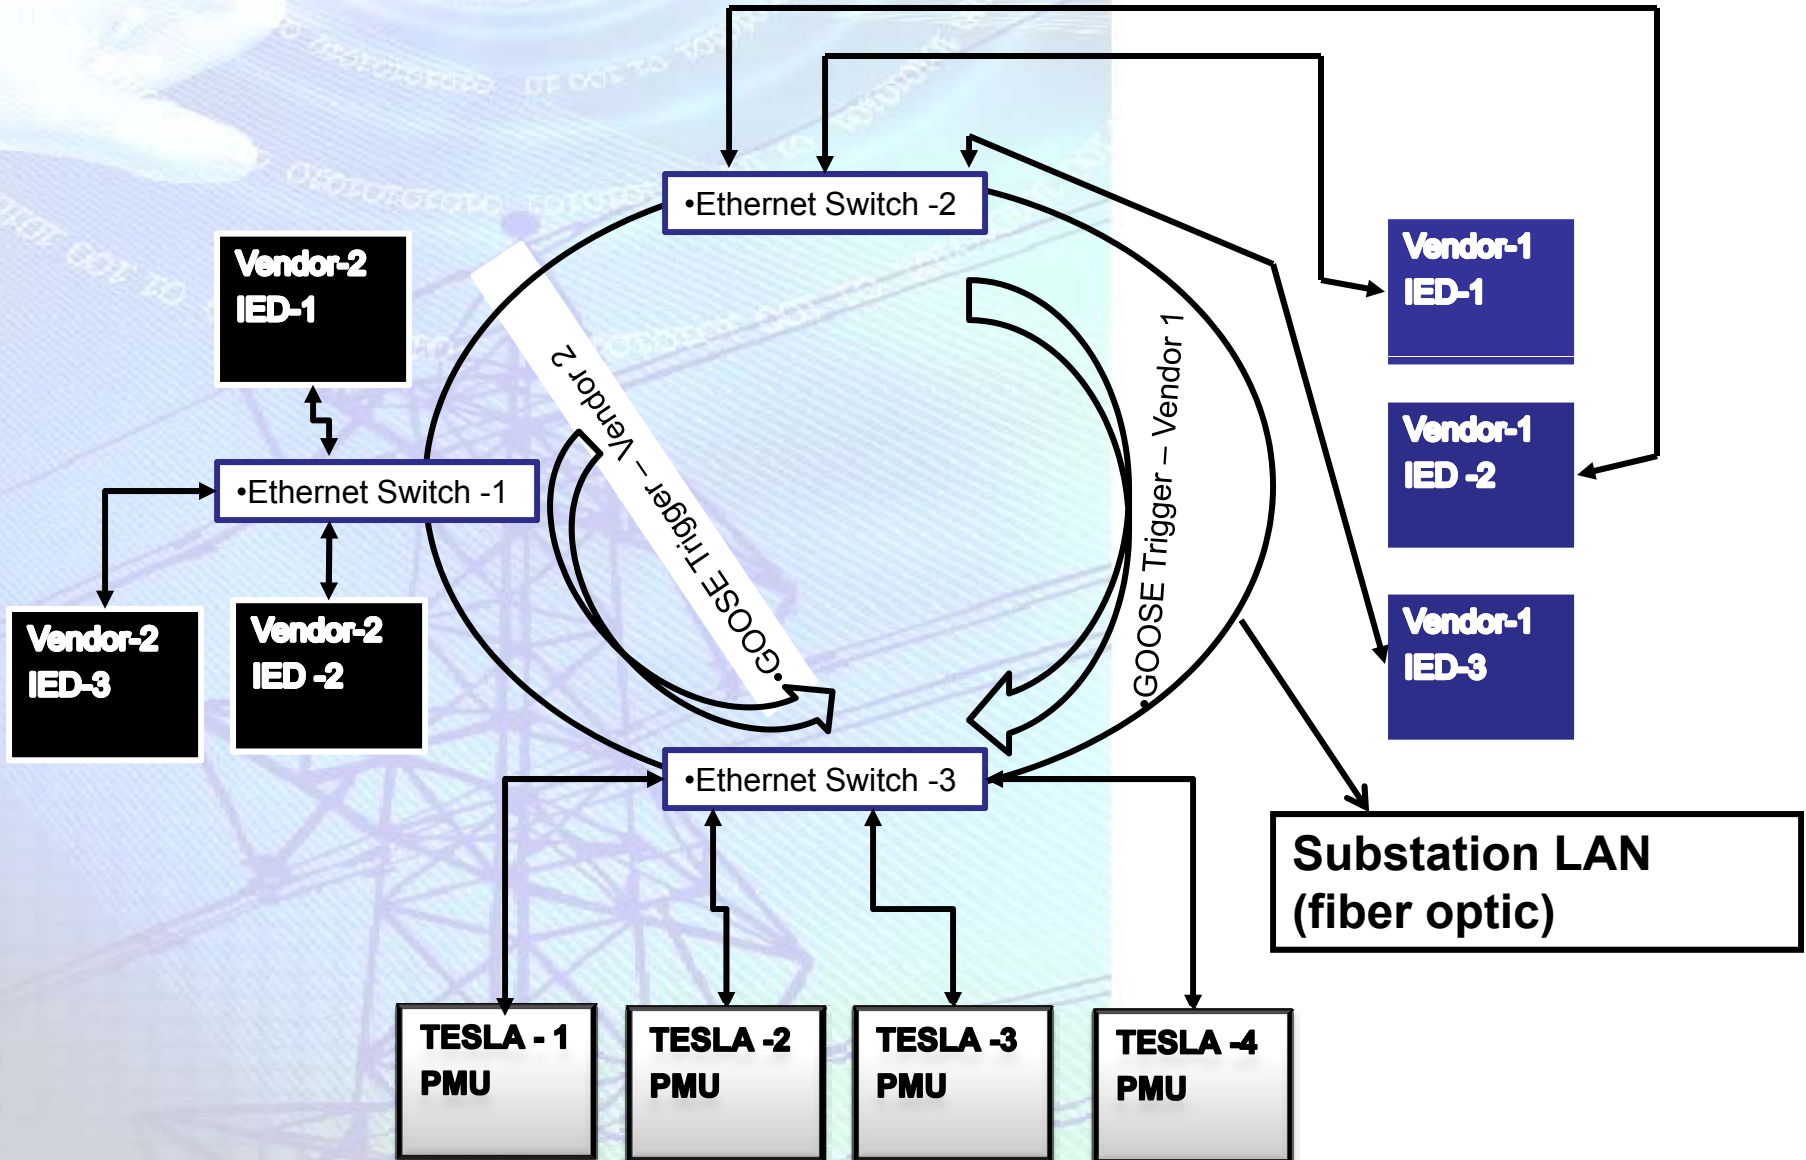 •Ethernet Switch -2
Vendor-2
IED-1
Vendor-1
IED-1
•GOOSE Trigger – Vendor 2
•GOOSE Trigger – Vendor 1
Vendor-1
IED -2
•Ethernet Switch -1
Vendor-2
IED-3
Vendor-2
IED -2
Vendor-1
IED-3
•Ethernet Switch -3
Substation LAN
(fiber optic)
TESLA - 1
PMU
TESLA -2
PMU
TESLA -3
PMU
TESLA -4
PMU